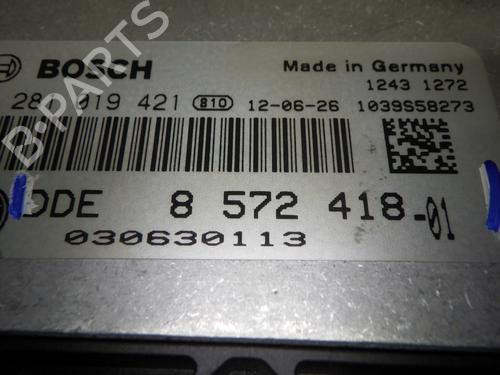 BOSCH
Made in Germany
1243 1272
281 019 421 810 12-06-26 1039S58273
DDE 8 572 418-01
030630113
B-PARTS